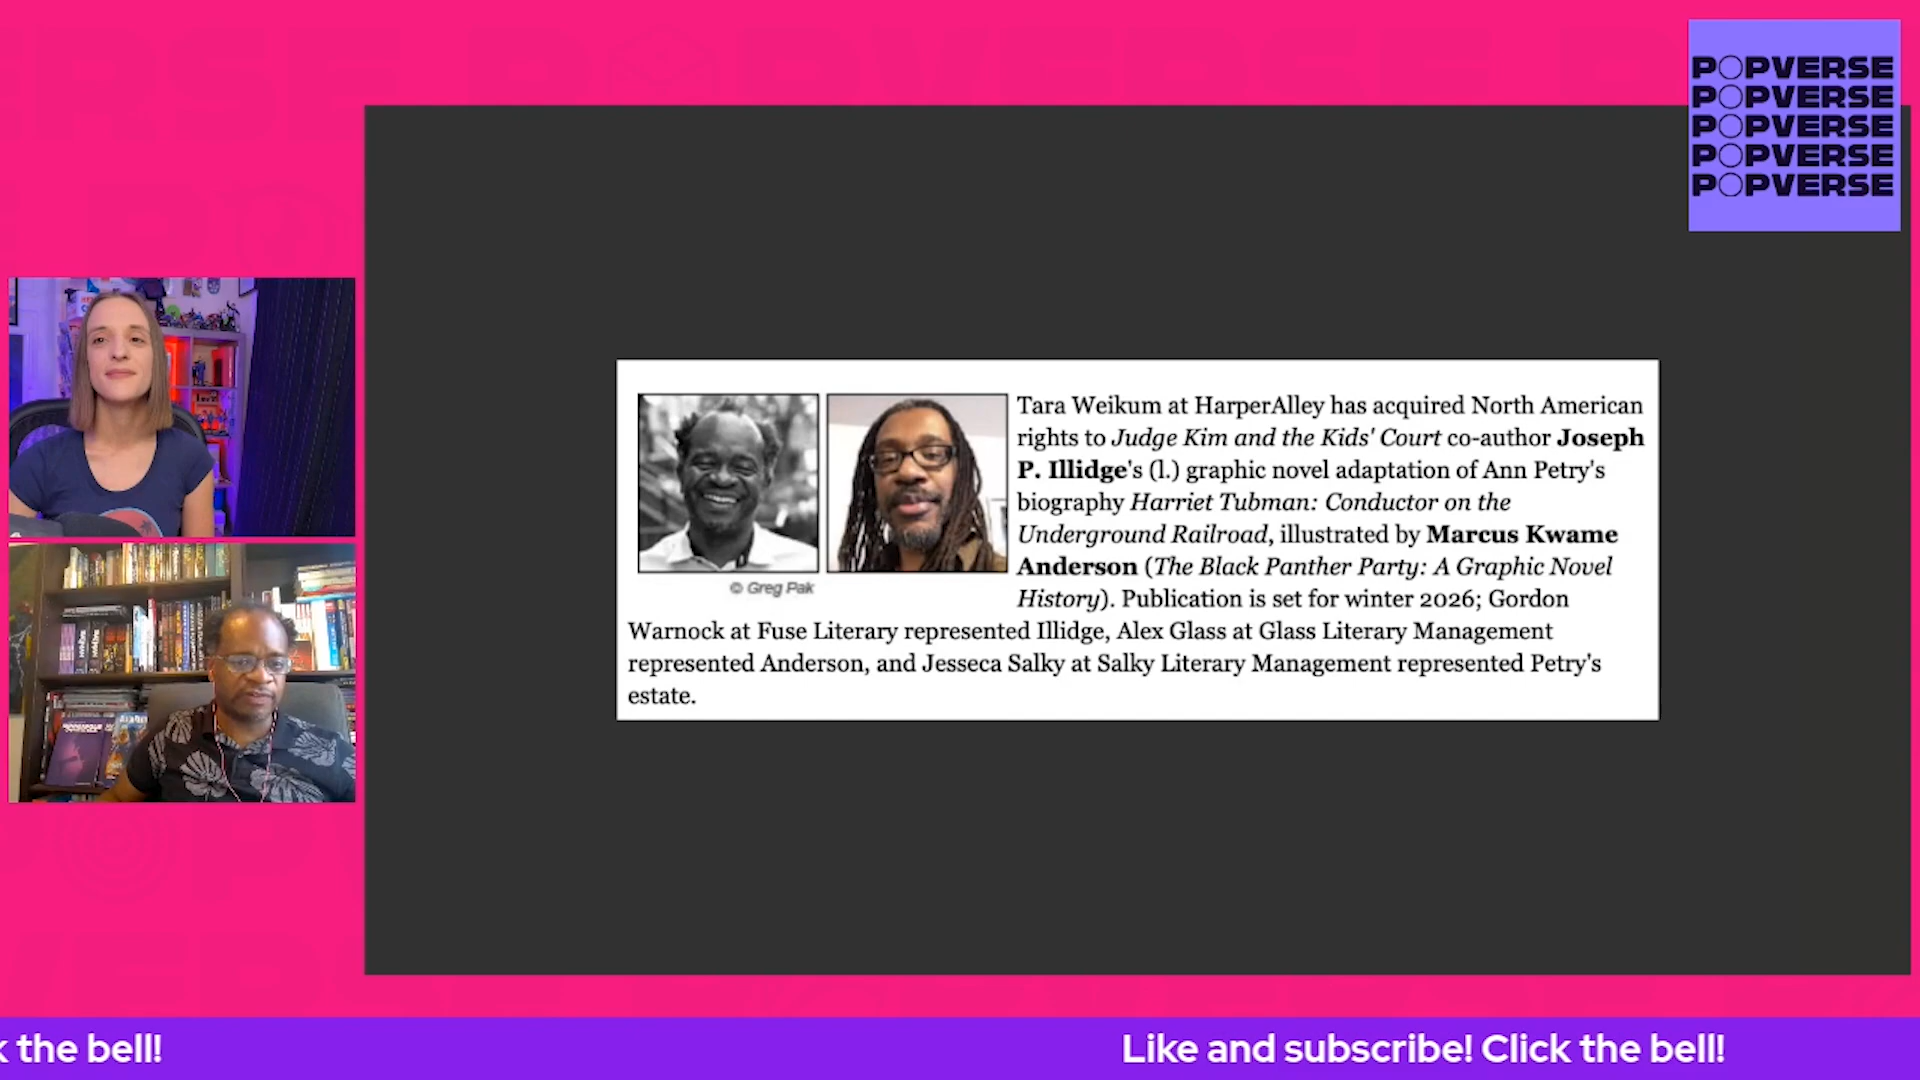 POPVERSE
POPVERSE
POPVERSE
POPVERSE
POPVERSE
Tara Weikum at HarperAlley has acquired North American
rights to Judge Kim and the Kids' Court co-author Joseph
P. Illidge's (l.) graphic novel adaptation of Ann Petry's
biography Harriet Tubman: Conductor on the
Underground Railroad, illustrated by Marcus Kwame
Anderson (The Black Panther Party: A Graphic Novel
History). Publication is set for winter 2026; Gordon
Warnock at Fuse Literary represented Illidge, Alex Glass at Glass Literary Management
represented Anderson, and Jesseca Salky at Salky Literary Management represented Petry's
estate.
© Greg Pak
k the bell!
Like and subscribe! Click the bell!